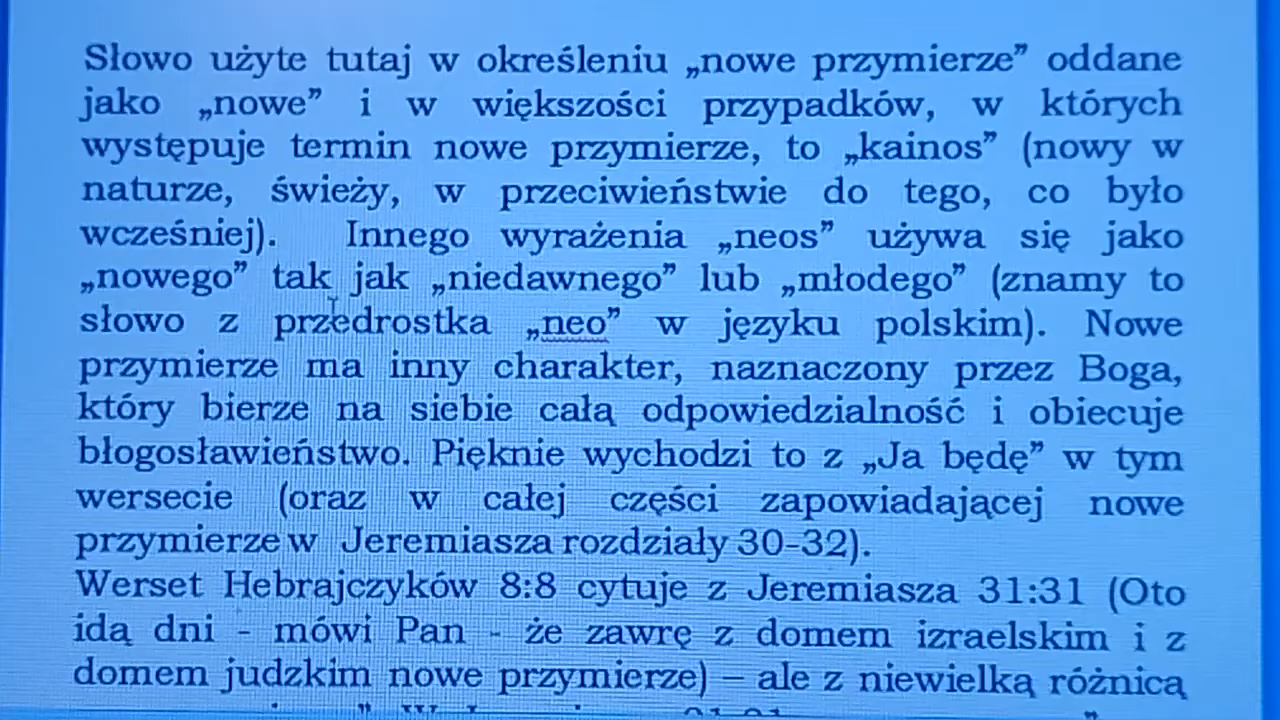 Słowo użyte tutaj w określeniu „nowe przymierze” oddane
jako „nowe” i w większości przypadków, w których
występuje termin nowe przymierze, to „kainos” (nowy w
naturze, świeży, w przeciwieństwie do tego, co było
wcześniej). Innego wyrażenia „neos” używa się jako
„nowego” tak jak „niedawnego” lub „młodego” (znamy to
słowo z przedrostka „neo” w języku polskim). Nowe
przymierze ma inny charakter, naznaczony przez Boga,
który bierze na siebie całą odpowiedzialność i obiecuje
błogosławieństwo. Pięknie wychodzi to z „Ja będę” w tym
wersecie (oraz w całej części zapowiadającej nowe
przymierze w Jeremiasza rozdziały 30-32).
Werset Hebrajczyków 8:8 cytuje z Jeremiasza 31:31 (Oto
idą dni - mówi Pan - że zawrę z domem izraelskim i z
domem judzkim nowe przymierze) – ale z niewielką różnicą